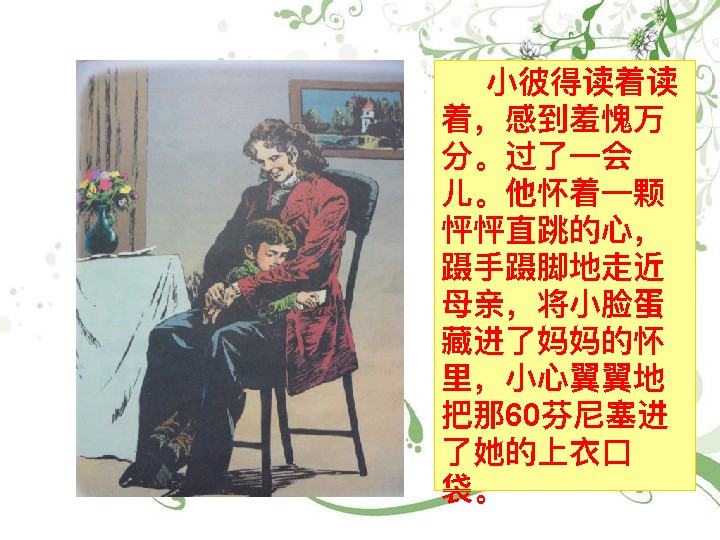 小彼得读着读
着，感到羞愧万
分。过了一会
儿。他怀着一颗
怦怦直跳的心，
蹑手蹑脚地走近
母亲，将小脸蛋
藏进了妈妈的怀
里，小心翼翼地
把那60芬尼塞进
了她的上衣口
袋。